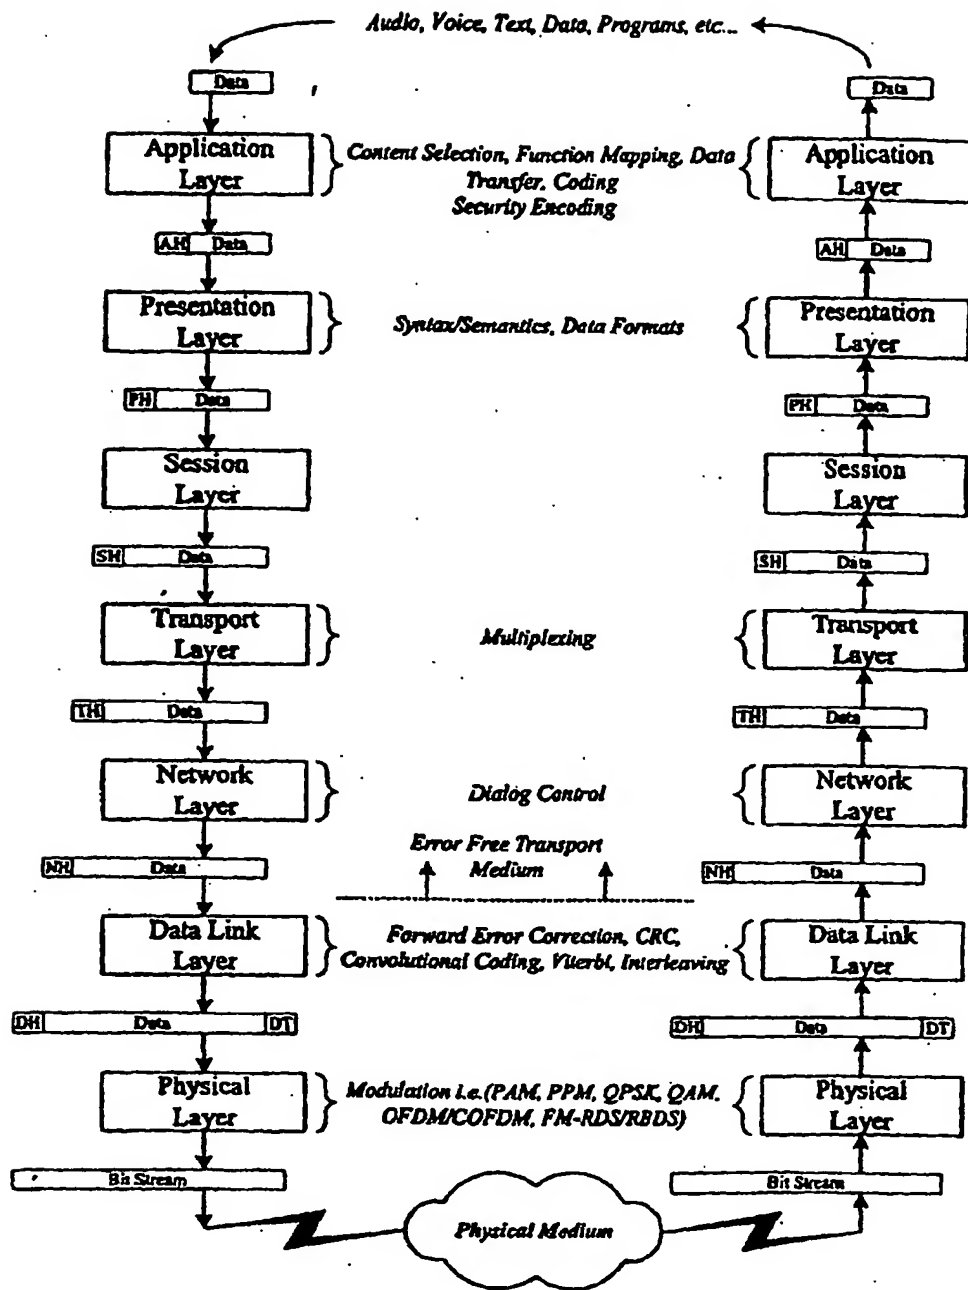 Audio, Voice, Text, Data, Programs, etc...
Data
Data
Application
Layer
Content Selection, Function Mapping, Data
Transfer, Coding
Security Encoding
Application
Layer
AH Data
AH Data
Presentation
Layer
Syntax/Semantics, Data Formats
Presentation
Layer
PH Data
PH Data
Session
Layer
Session
Layer
SH Data
SH Data
Transport
Layer
Multiplexing
Transport
Layer
TH Data
TH Data
Network
Layer
Dialog Control
Network
Layer
Error Free Transport
Medium
NH Data
NH Data
Data Link
Layer
Forward Error Correction, CRC,
Convolutional Coding, Viterbi, Interleaving
Data Link
Layer
DH Data DT
DH Data DT
Physical
Layer
Modulation i.e.(PAM, PPM, QPSK, QAM,
OFDM/COFDM, FM-RDS/RBDS)
Physical
Layer
Bit Stream
Bit Stream
Physical Medium